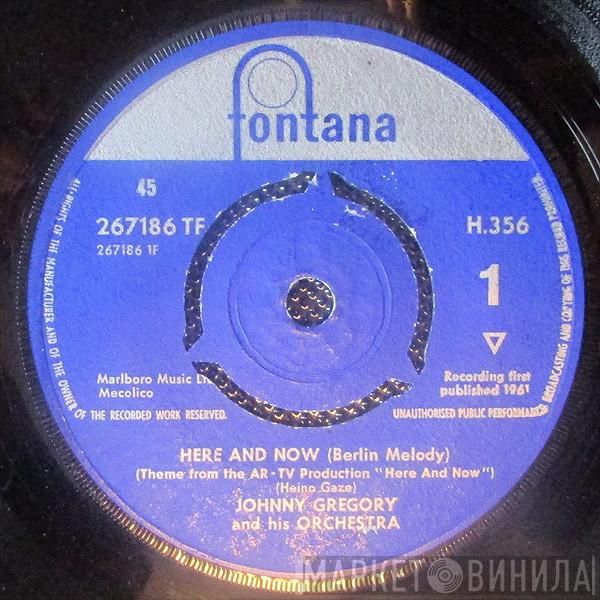 fontana
45
267186 TF
267186 1F
H.356
1
Marlboro Music
Mecolico
Recording first
published 1961
ALL RIGHTS OF THE MANUFACTURER AND OF THE OWNER OF THE RECORDED WORK RESERVED.
UNAUTHORISED PUBLIC PERFORMANCE BROADCASTING AND COPYING OF THIS RECORD PROHIBITED
HERE AND NOW (Berlin Melody)
(Theme from the AR-TV Production "Here And Now")
(Heino Gaze)
JOHNNY GREGORY
and his ORCHESTRA
МАРКЕТ ВИНИЛА!